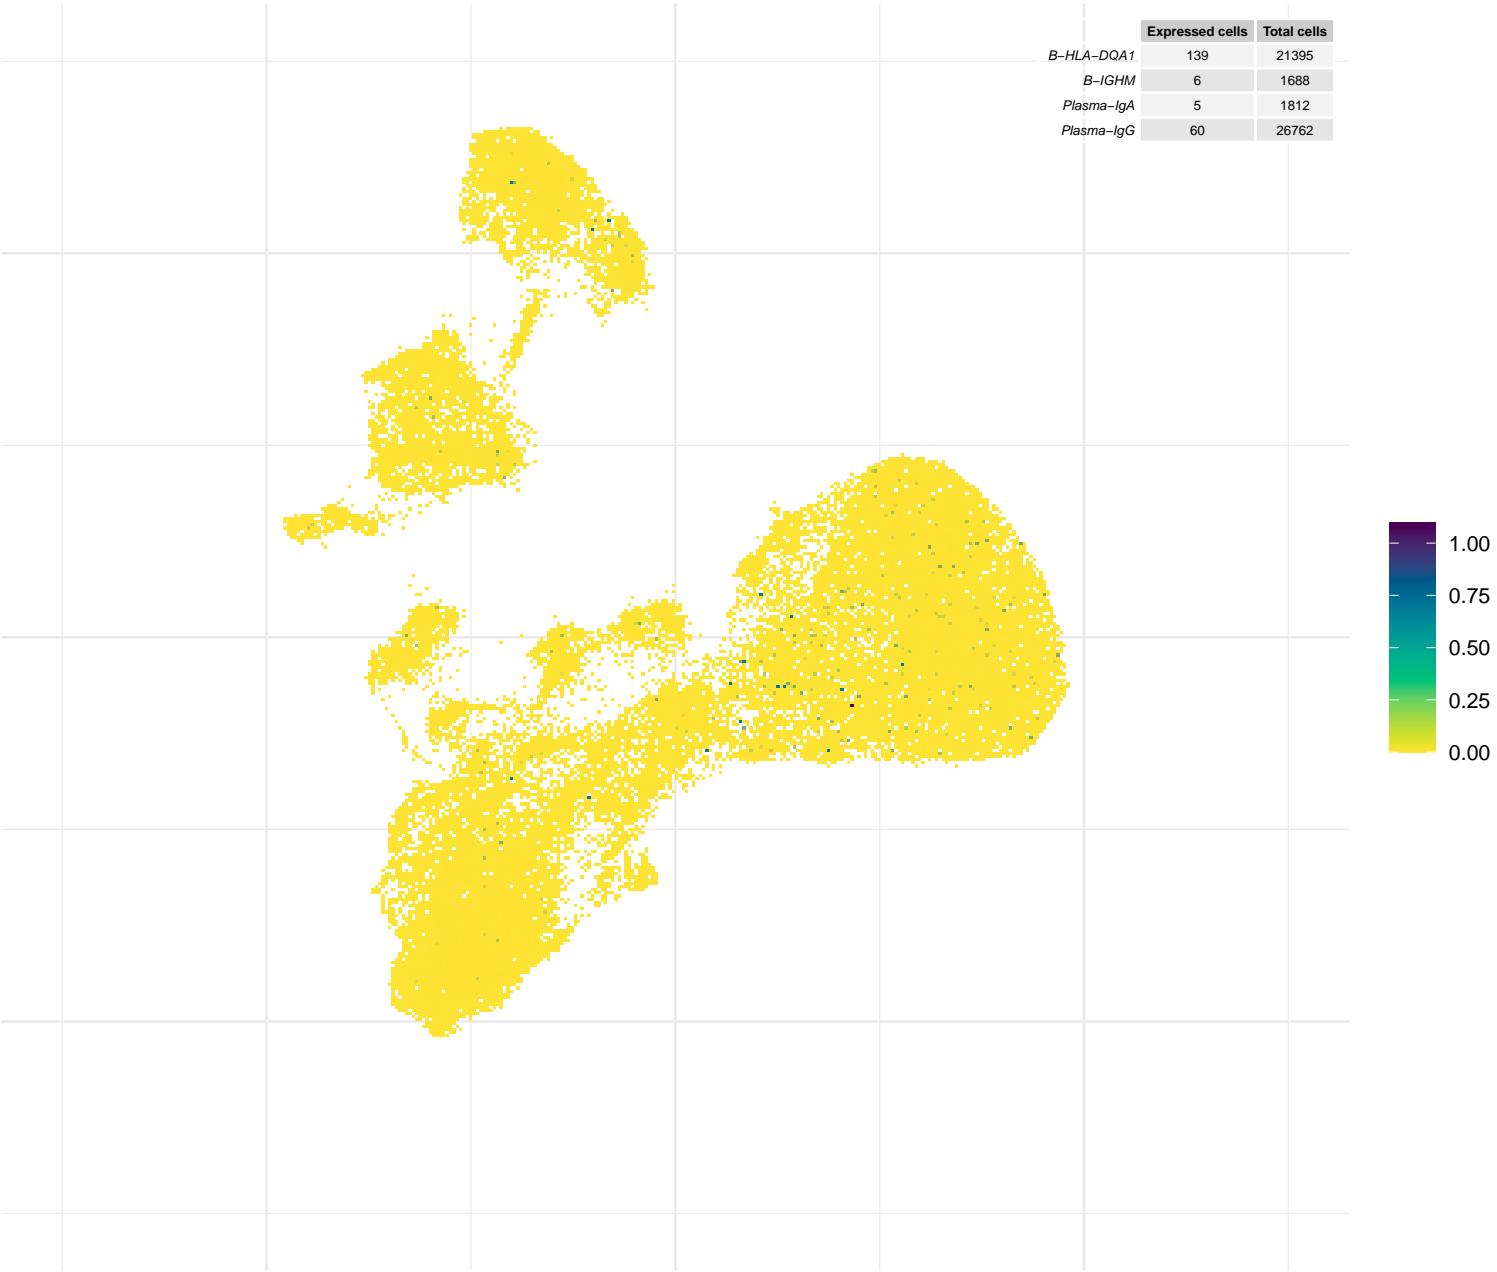 Expressed cells Total cells
B−HLA−DQA1 139 21395
B−IGHM 6 1688
Plasma−IgA 5 1812
Plasma−IgG 60 26762
1.00
0.75
0.50
0.25
0.00